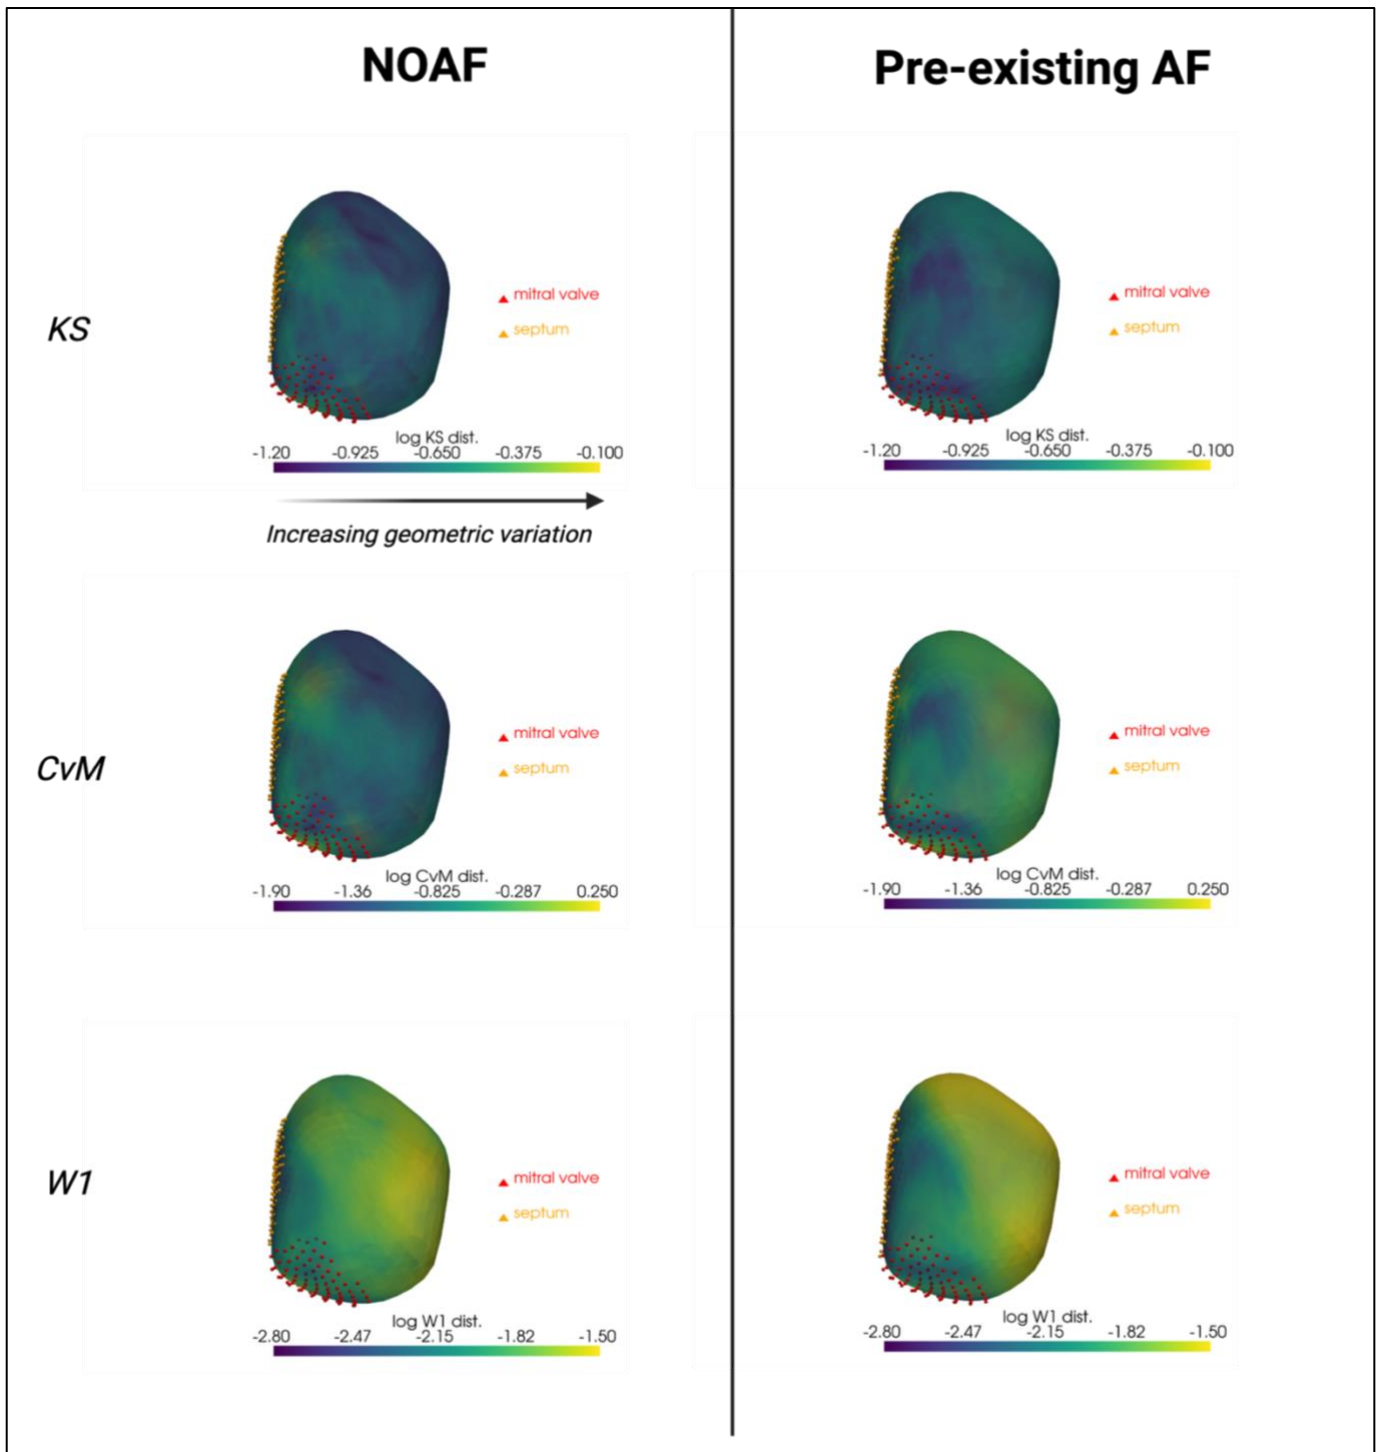 NOAF
Pre-existing AF
KS
▲ mitral valve
▲ septum
log KS dist.
-1.20 -0.925 -0.650 -0.375 -0.100
▲ mitral valve
▲ septum
log KS dist.
-1.20 -0.925 -0.650 -0.375 -0.100
Increasing geometric variation
CvM
▲ mitral valve
▲ septum
log CvM dist.
-1.90 -1.36 -0.825 -0.287 0.250
▲ mitral valve
▲ septum
log CvM dist.
-1.90 -1.36 -0.825 -0.287 0.250
W1
▲ mitral valve
▲ septum
log W1 dist.
-2.80 -2.47 -2.15 -1.82 -1.50
▲ mitral valve
▲ septum
log W1 dist.
-2.80 -2.47 -2.15 -1.82 -1.50